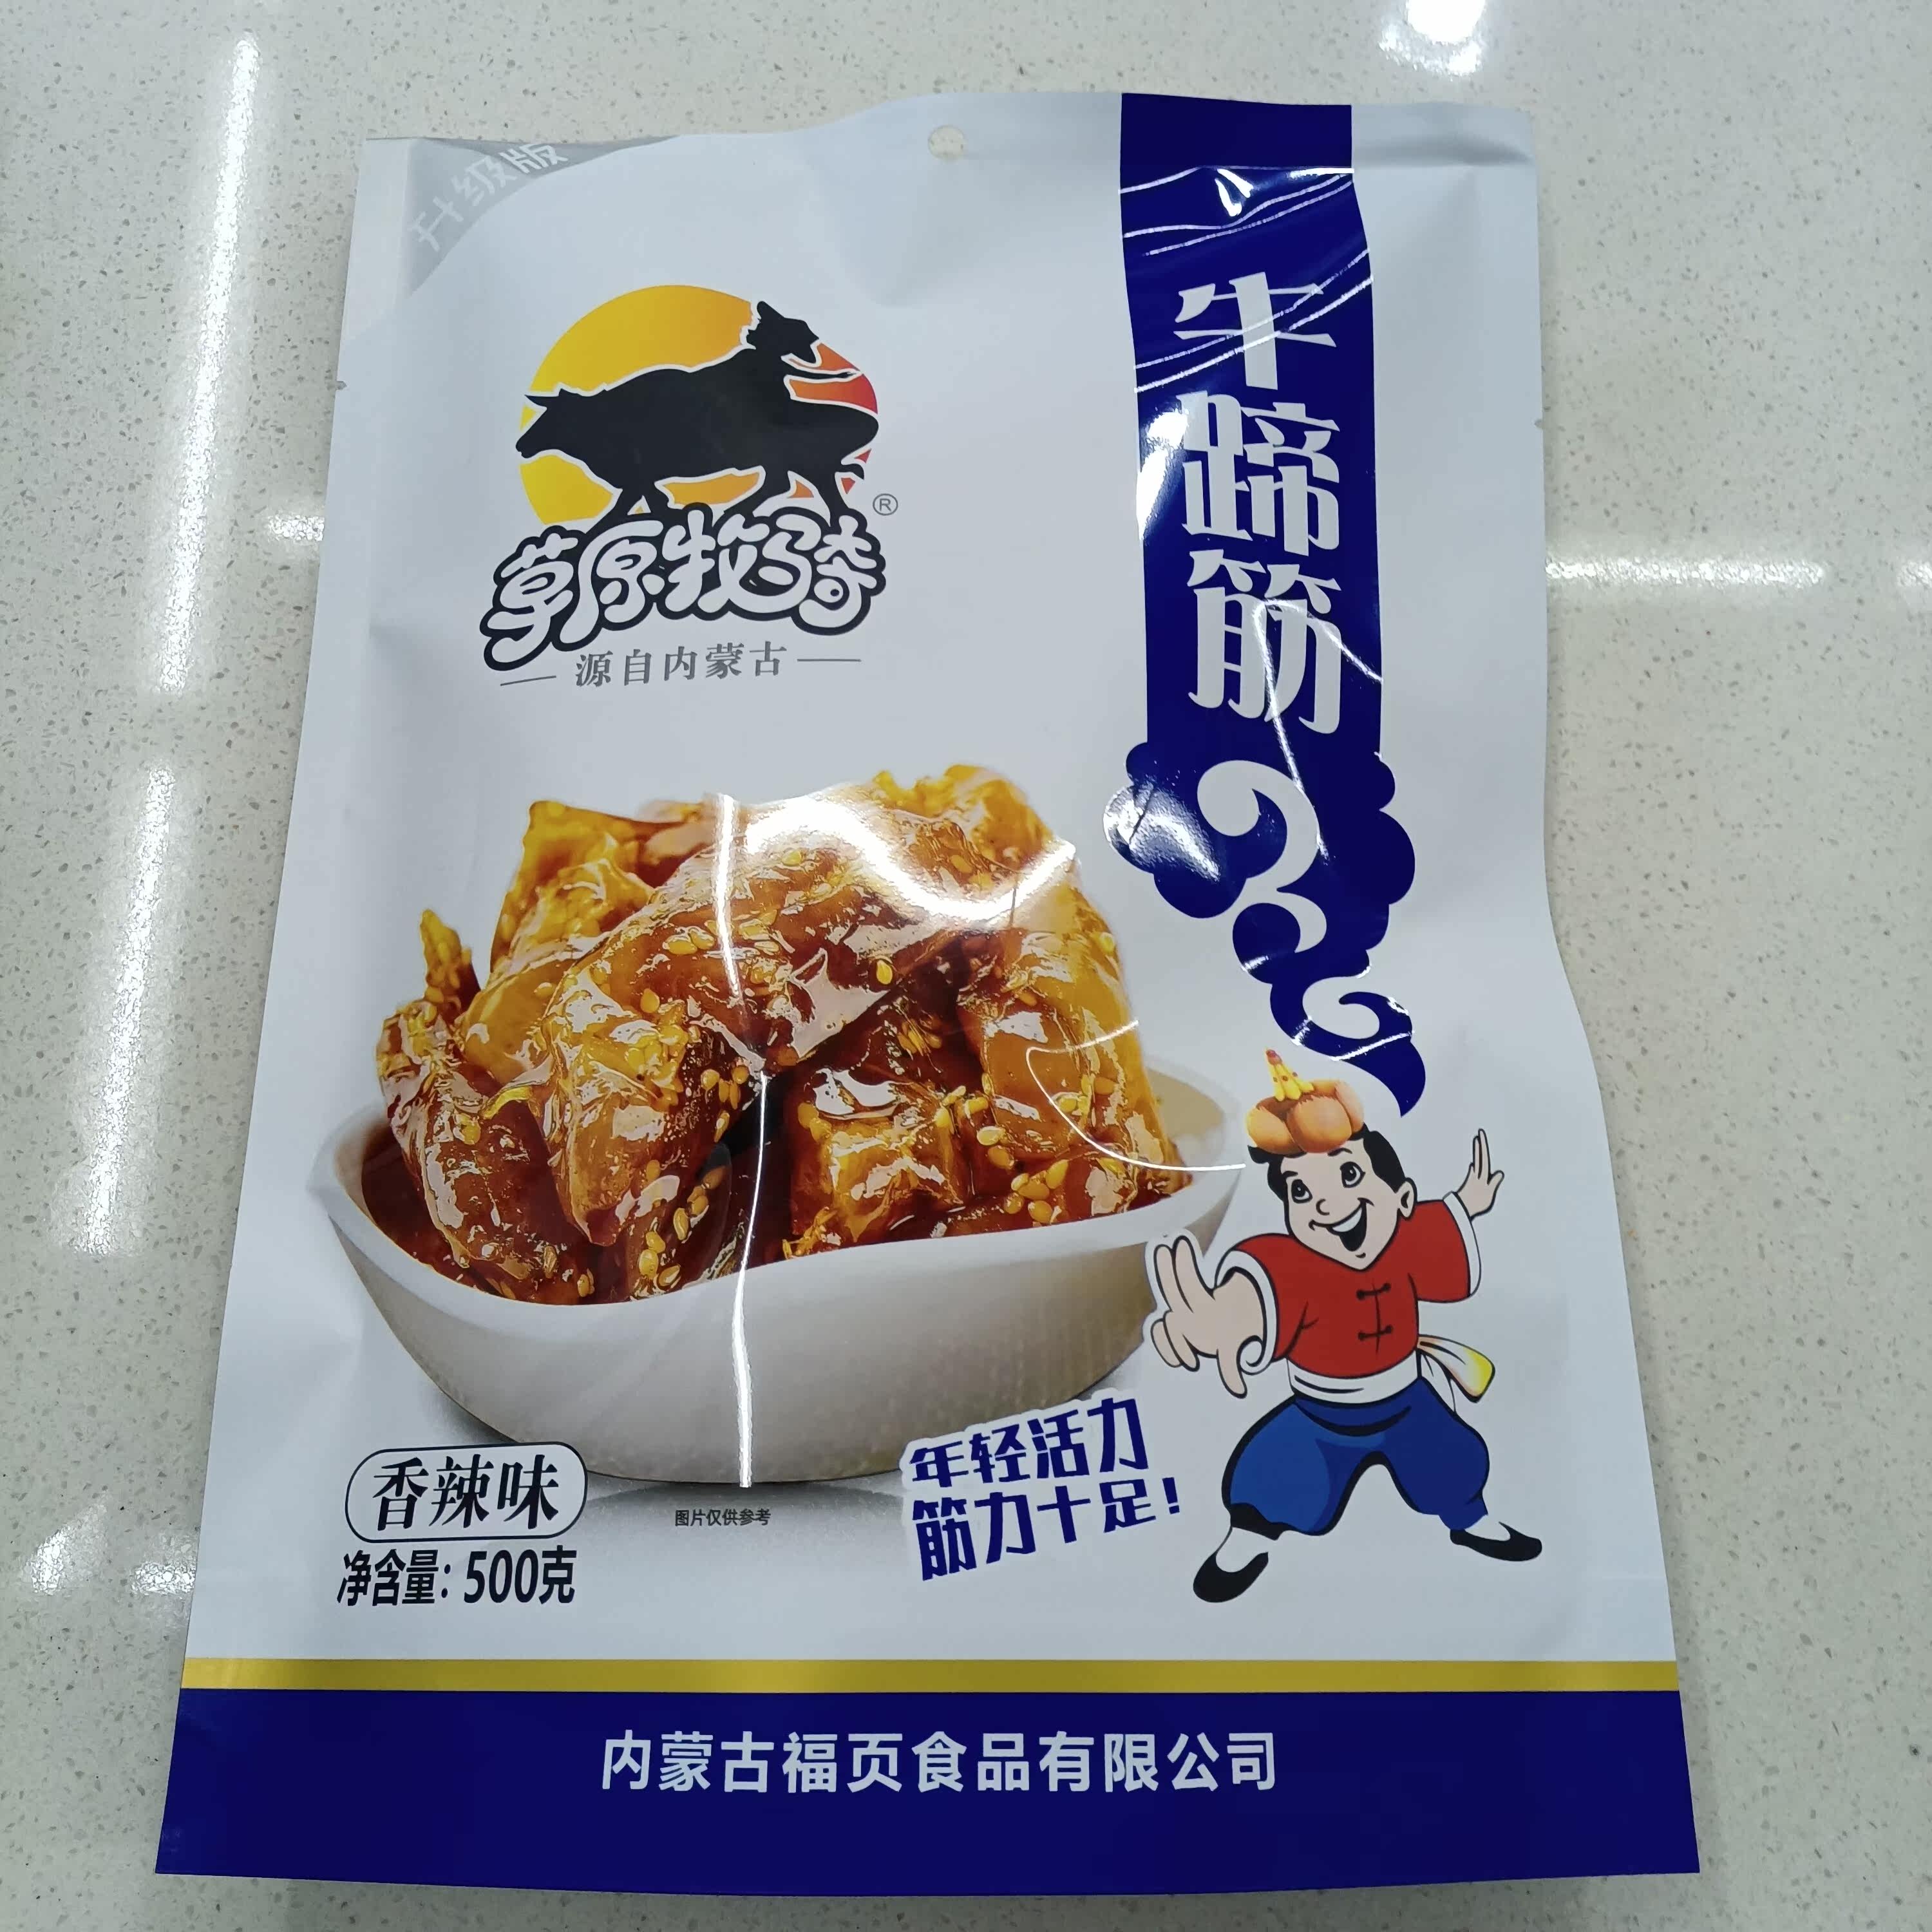 升级版
牛蹄筋
草原牧骑
®
源自内蒙古
年轻活力
筋力十足!
香辣味
图片仅供参考
净含量: 500克
内蒙古福页食品有限公司